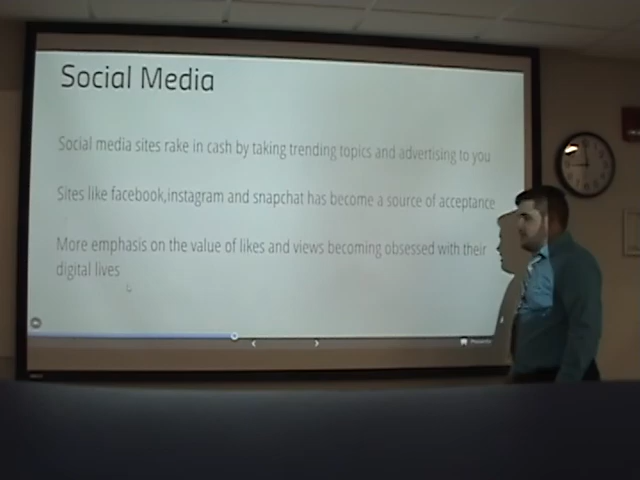 Social Media
Social media sites rake in cash by taking trending topics and advertising to you
Sites like facebook,instagram and snapchat has become a source of acceptance
More emphasis on the value of likes and views becoming obsessed with their
digital lives